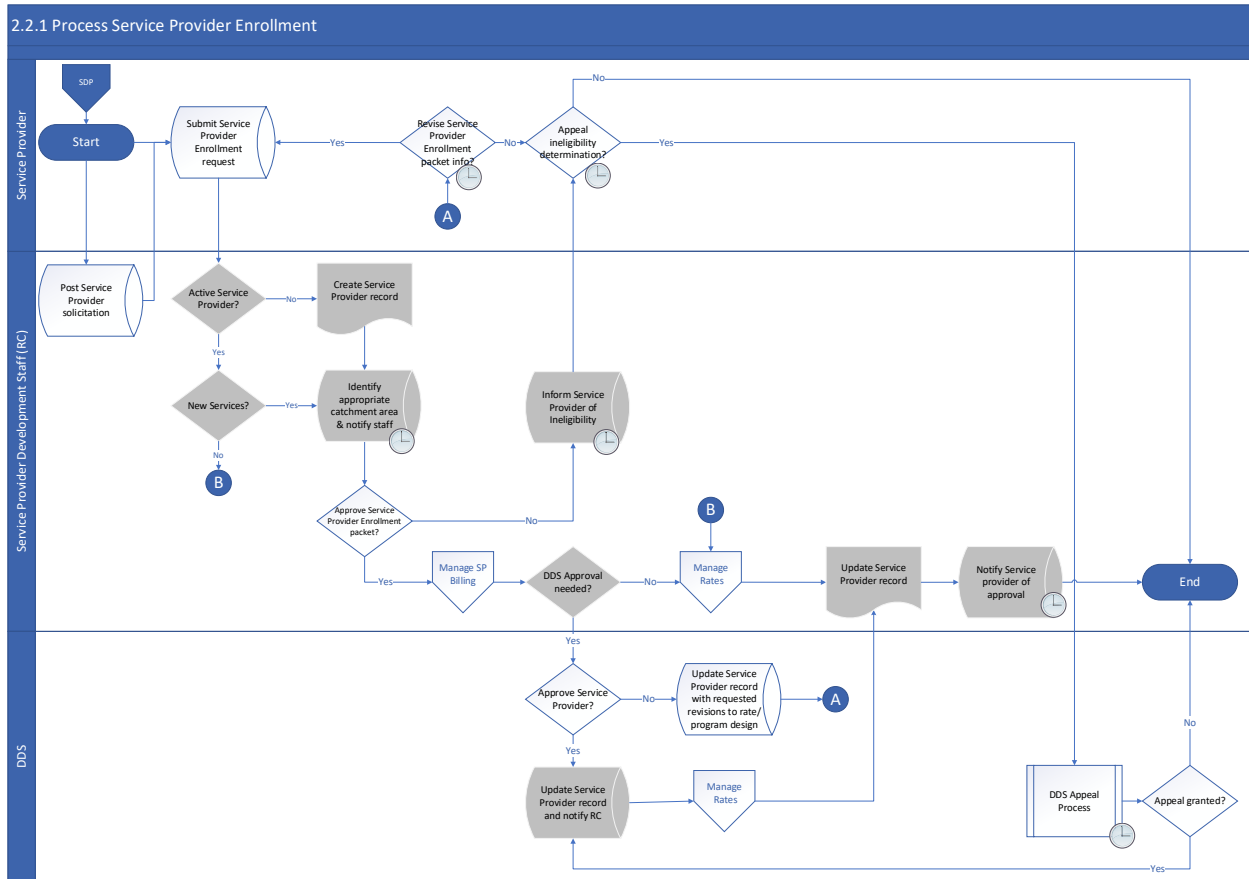 2.2.1 Process Service Provider Enrollment
Service Provider
SDP
Start
Submit Service
Provider
Enrollment
request
Yes
Revise Service
Provider
Enrollment
packet info?
No
Appeal
ineligibility
determination?
No
Yes
A
Service Provider Development Staff (RC)
Post Service
Provider
solicitation
Active Service
Provider?
No
Create Service
Provider record
Yes
New Services?
Yes
Identify
appropriate
catchment area
& notify staff
Inform Service
Provider of
Ineligibility
No
B
Approve Service
Provider Enrollment
packet?
No
B
Yes
Manage SP
Billing
DDS Approval
needed?
No
Manage
Rates
Update Service
Provider record
Notify Service
provider of
approval
End
DDS
Yes
Approve Service
Provider?
No
Update Service
Provider record
with requested
revisions to rate/
program design
A
Yes
No
Update Service
Provider record
and notify RC
Manage
Rates
DDS Appeal
Process
Appeal granted?
Yes